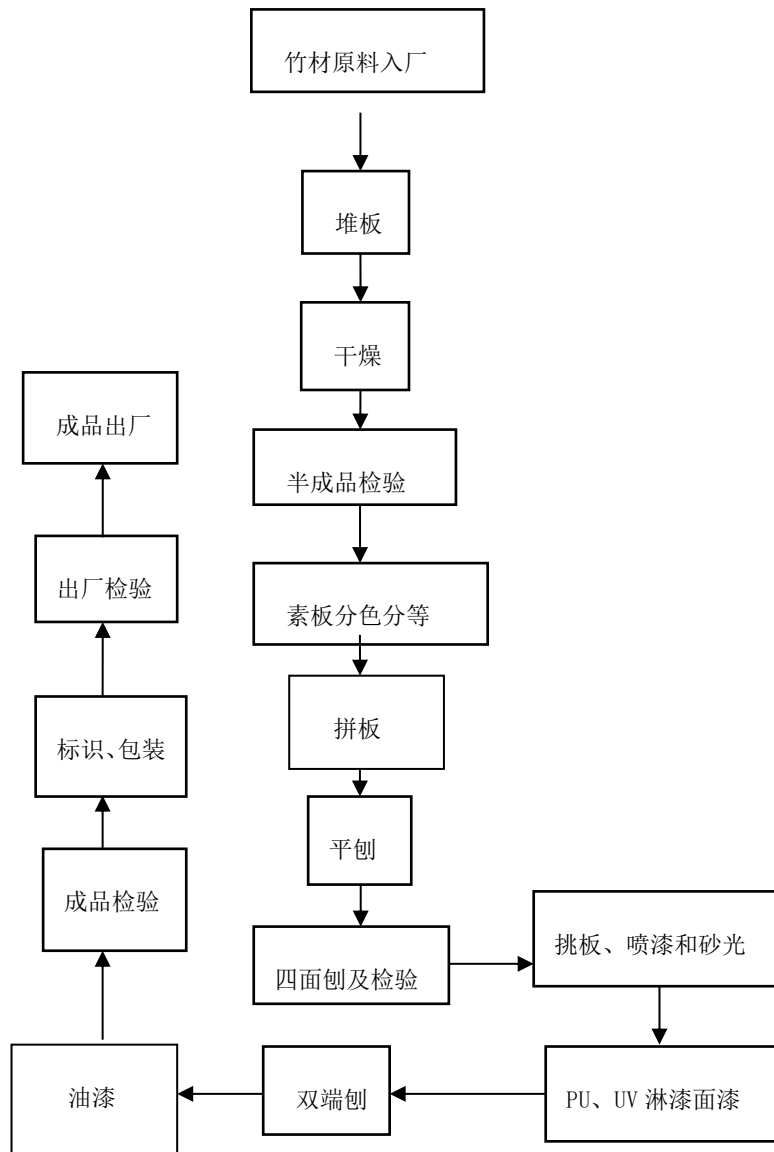 竹材原料入厂
堆板
干燥
半成品检验
素板分色分等
拼板
平刨
四面刨及检验
挑板、喷漆和砂光
PU、UV 淋漆面漆
双端刨
油漆
成品检验
标识、包装
出厂检验
成品出厂